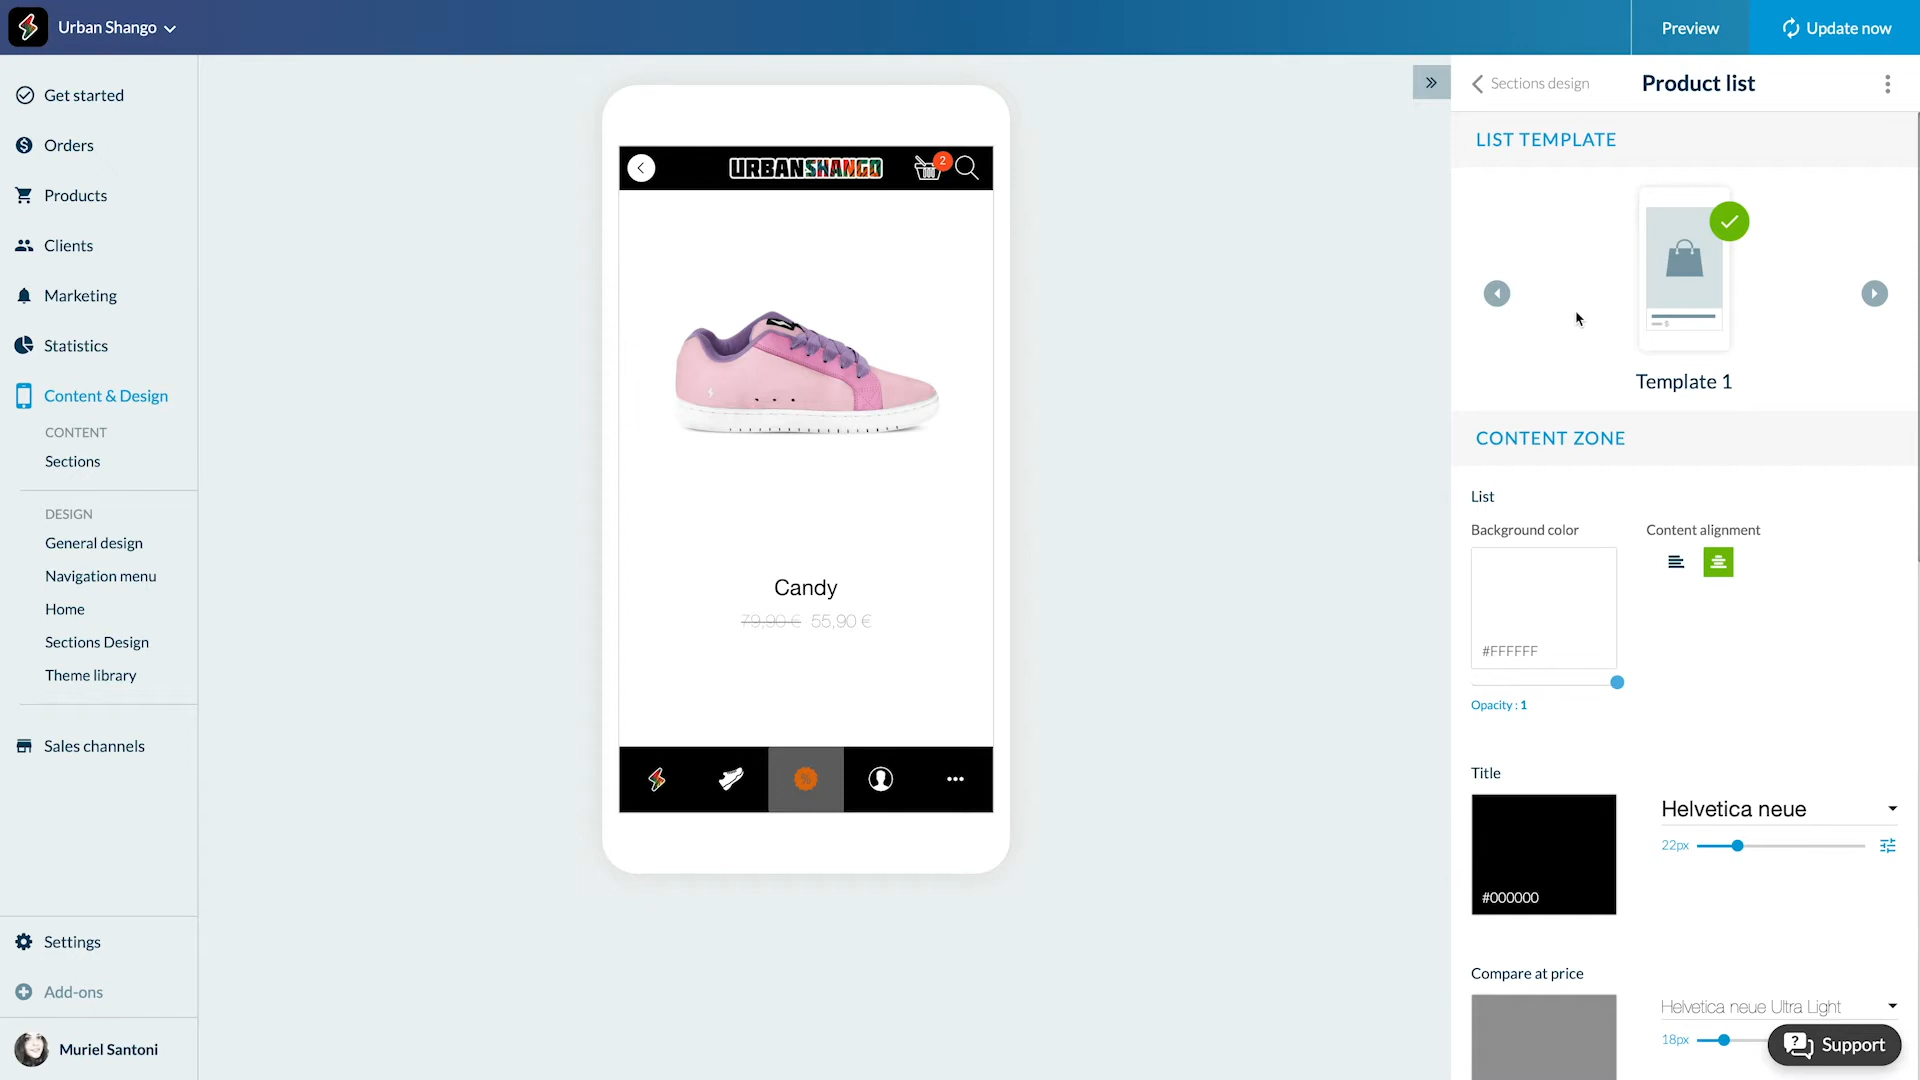 Urban Shango
Preview
Update now
Get started
Orders
Products
Clients
Marketing
Statistics
Content & Design
CONTENT
Sections
DESIGN
General design
Navigation menu
Home
Sections Design
Theme library
Sales channels
Settings
Add-ons
Muriel Santoni
URBANSHANGO
2
Candy
79,90 € 55,90 €
%
Sections design
Product list
LIST TEMPLATE
$
Template 1
CONTENT ZONE
List
Background color
Content alignment
#FFFFFF
Opacity : 1
Title
Helvetica neue
22px
#000000
Compare at price
Helvetica neue Ultra Light
18px
Support